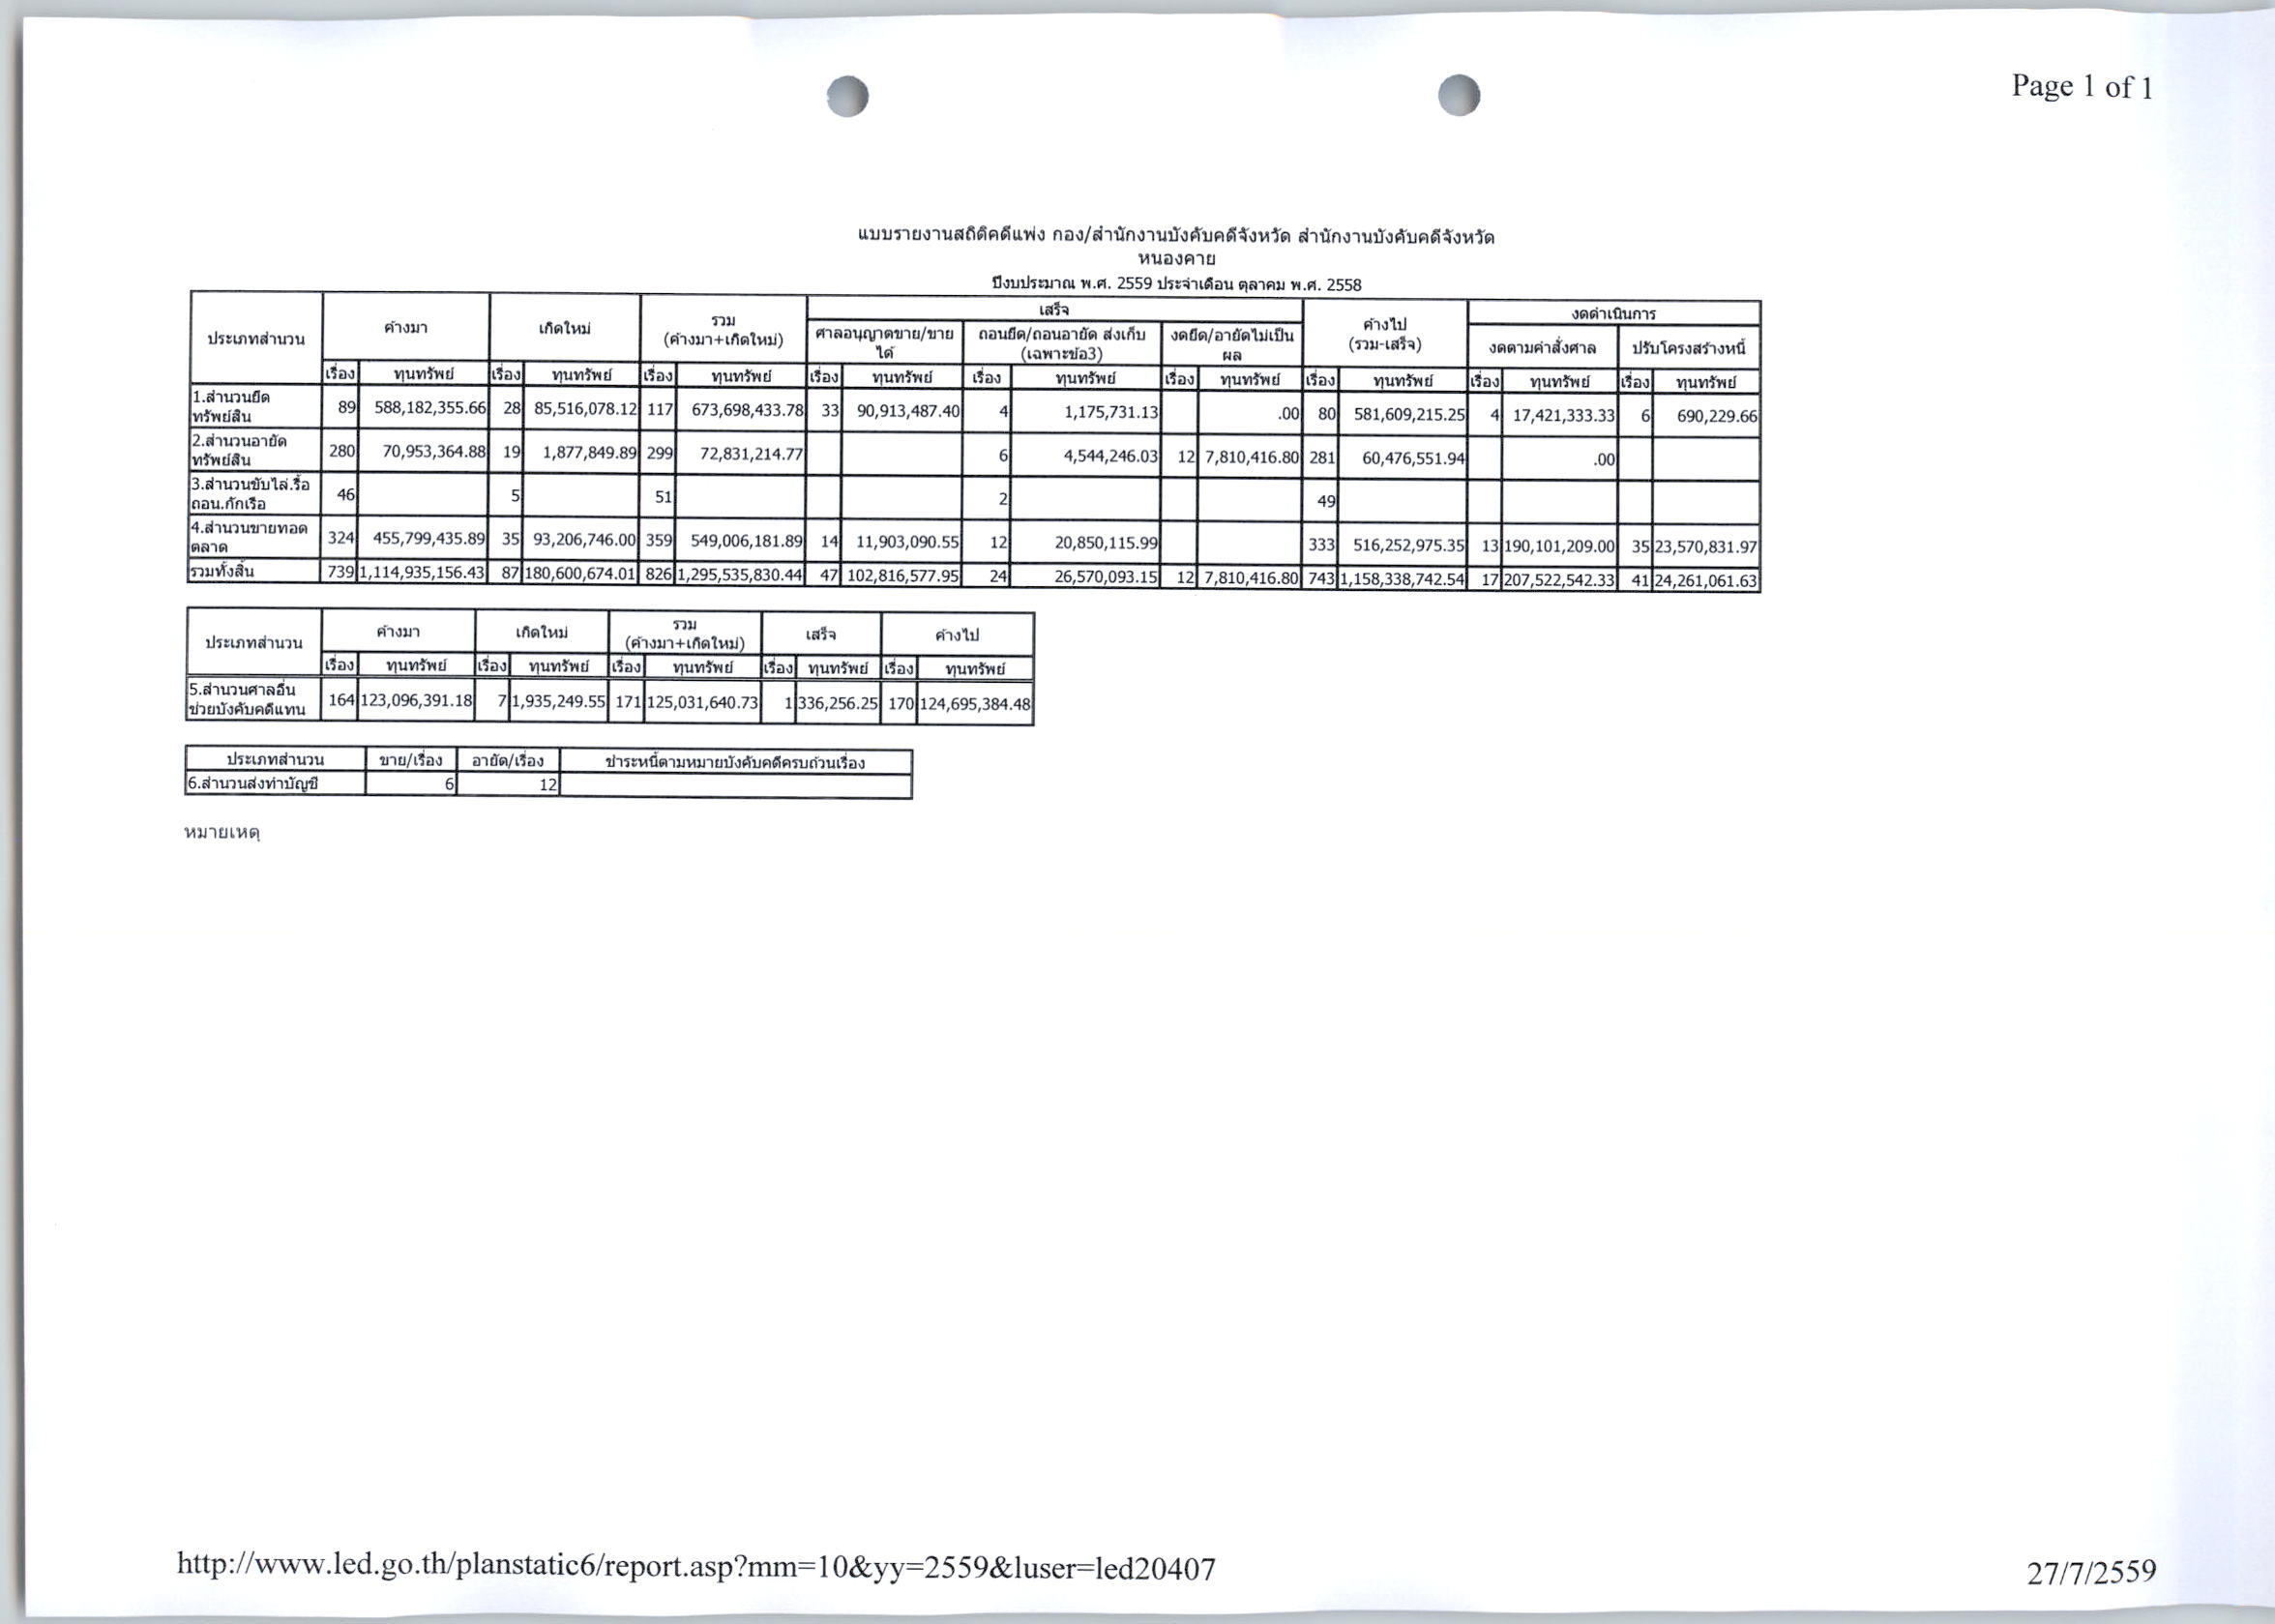 Page 1 of 1
แบบรายงานสถิติคดีแพ่ง กอง/สำนักงานบังคับคดีจังหวัด สำนักงานบังคับคดีจังหวัด
หนองคาย
ปีงบประมาณ พ.ศ. 2559 ประจำเดือน ตุลาคม พ.ศ. 2558
ประเภทสำนวน ค้างมา เกิดใหม่ รวม (ค้างมา+เกิดใหม่) เสร็จ ค้างไป (รวม-เสร็จ) งดดำเนินการ
ศาลอนุญาตขาย/ขายได้ ถอนยึด/ถอนอายัด ส่งเก็บ (เฉพาะข้อ3) งดยึด/อายัดไม่เป็นผล งดตามคำสั่งศาล ปรับโครงสร้างหนี้
เรื่อง ทุนทรัพย์ เรื่อง ทุนทรัพย์ เรื่อง ทุนทรัพย์ เรื่อง ทุนทรัพย์ เรื่อง ทุนทรัพย์ เรื่อง ทุนทรัพย์ เรื่อง ทุนทรัพย์ เรื่อง ทุนทรัพย์ เรื่อง ทุนทรัพย์
1.สำนวนยึดทรัพย์สิน 89 588,182,355.66 28 85,516,078.12 117 673,698,433.78 33 90,913,487.40 4 1,175,731.13 .00 80 581,609,215.25 4 17,421,333.33 6 690,229.66
2.สำนวนอายัดทรัพย์สิน 280 70,953,364.88 19 1,877,849.89 299 72,831,214.77 6 4,544,246.03 12 7,810,416.80 281 60,476,551.94 .00
3.สำนวนขับไล่.รื้อถอน.กักเรือ 46 5 51 2 49
4.สำนวนขายทอดตลาด 324 455,799,435.89 35 93,206,746.00 359 549,006,181.89 14 11,903,090.55 12 20,850,115.99 333 516,252,975.35 13 190,101,209.00 35 23,570,831.97
รวมทั้งสิ้น 739 1,114,935,156.43 87 180,600,674.01 826 1,295,535,830.44 47 102,816,577.95 24 26,570,093.15 12 7,810,416.80 743 1,158,338,742.54 17 207,522,542.33 41 24,261,061.63
ประเภทสำนวน ค้างมา เกิดใหม่ รวม (ค้างมา+เกิดใหม่) เสร็จ ค้างไป
เรื่อง ทุนทรัพย์ เรื่อง ทุนทรัพย์ เรื่อง ทุนทรัพย์ เรื่อง ทุนทรัพย์ เรื่อง ทุนทรัพย์
5.สำนวนศาลอื่นช่วยบังคับคดีแทน 164 123,096,391.18 7 1,935,249.55 171 125,031,640.73 1 336,256.25 170 124,695,384.48
ประเภทสำนวน ขาย/เรื่อง อายัด/เรื่อง ชำระหนี้ตามหมายบังคับคดีครบถ้วนเรื่อง
6.สำนวนส่งทำบัญชี 6 12
หมายเหตุ
http://www.led.go.th/planstatic6/report.asp?mm=10&yy=2559&luser=led20407
27/7/2559